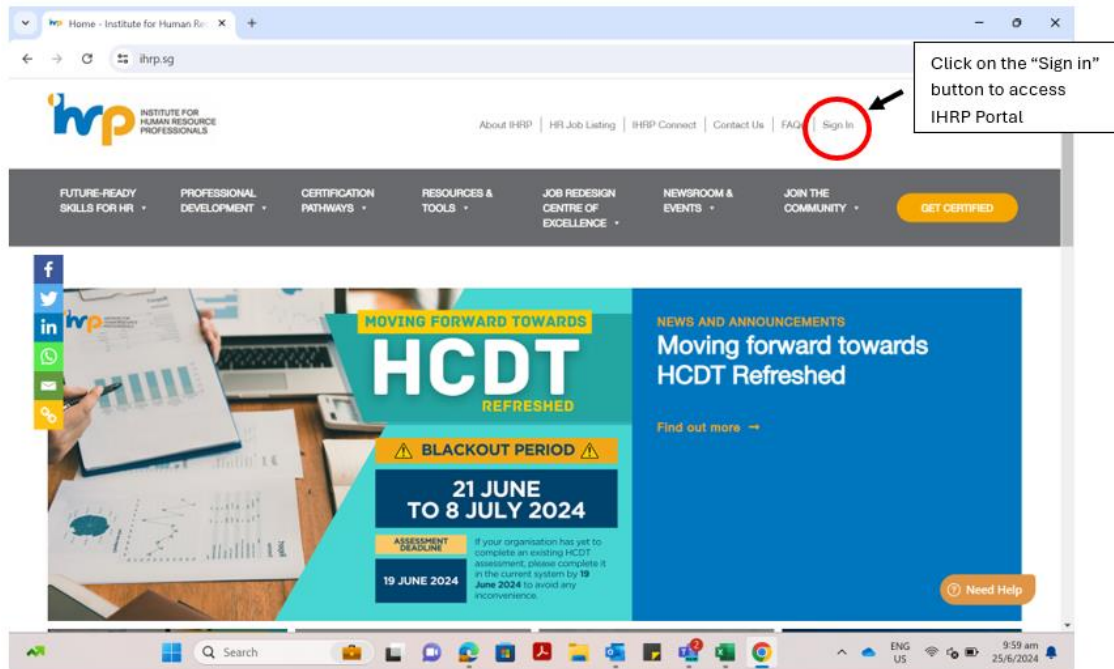 Home - Institute for Human Re
ihrp.sg
Click on the “Sign in”
button to access
IHRP Portal
ihrp
INSTITUTE FOR
HUMAN RESOURCE
PROFESSIONALS
About IHRP | HR Job Listing | IHRP Connect | Contact Us | FAQs | Sign In
FUTURE-READY
SKILLS FOR HR
PROFESSIONAL
DEVELOPMENT
CERTIFICATION
PATHWAYS
RESOURCES &
TOOLS
JOB REDESIGN
CENTRE OF
EXCELLENCE
NEWSROOM &
EVENTS
JOIN THE
COMMUNITY
GET CERTIFIED
ihrp
MOVING FORWARD TOWARDS
HCDT
REFRESHED
BLACKOUT PERIOD
21 JUNE
TO 8 JULY 2024
ASSESSMENT
DEADLINE
19 JUNE 2024
If your organisation has yet to
complete an existing HCDT
assessment, please complete it
in the current system by 19
June 2024 to avoid any
inconvenience.
NEWS AND ANNOUNCEMENTS
Moving forward towards
HCDT Refreshed
Find out more →
Need Help
Search
ENG
US
9:59 am
25/6/2024